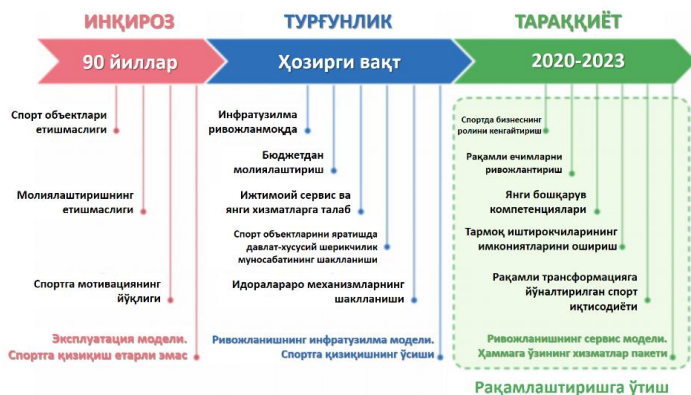 ИНҚИРОЗ
90 йиллар
Спорт объектлари
етишмаслиги
Молиялаштиришнинг
етишмаслиги
Спортга мотивациянинг
йўқлиги
Эксплуатация модели.
Спортга қизиқиш етарли эмас
ТУРҒУНЛИК
Ҳозирги вақт
Инфратузилма
ривожланмоқда
Бюджетдан
молиялаштириш
Ижтимоий сервис ва
янги хизматларга талаб
Спорт объектларини яратишда
давлат-хусусий шерикчилик
муносабатининг шаклланиши
Идоралараро механизмларнинг
шаклланиши
Ривожланишнинг инфратузилма модели.
Спортга қизиқишнинг ўсиши
ТАРАҚҚИЁТ
2020-2023
Спортда бизнеснинг
ролини кенгайтириш
Рақамли ечимларни
ривожлантириш
Янги бошқарув
компетенциялари
Тармоқ иштирокчиларининг
имкониятларини ошириш
Рақамли трансформацияга
йўналтирилган спорт
иқтисодиёти
Ривожланишнинг сервис модели.
Ҳаммага ўзининг хизматлар пакети
Рақамлаштиришга ўтиш